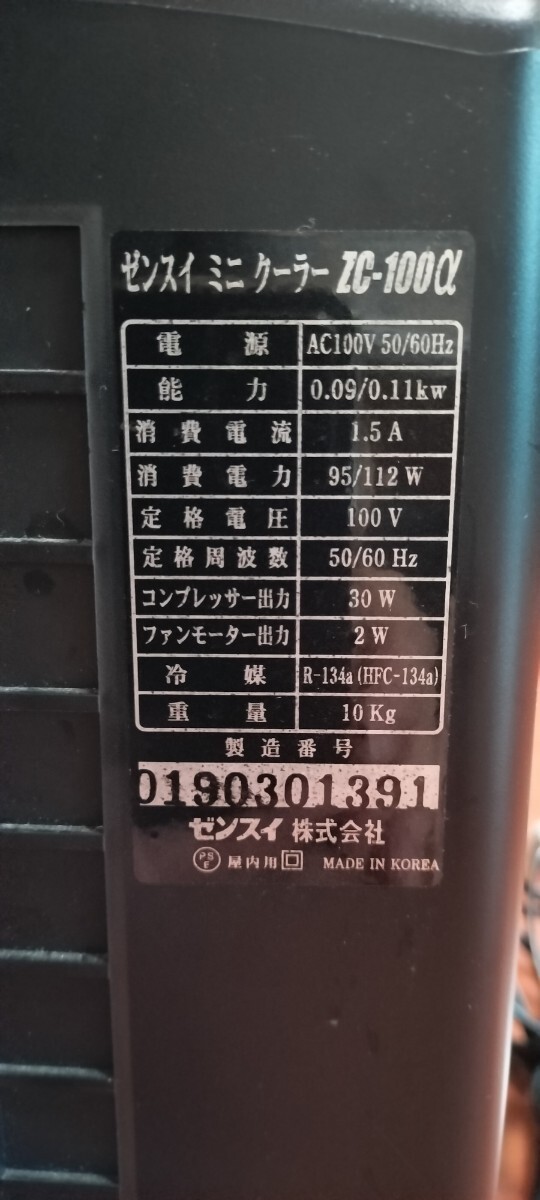 ゼンスイ ミニ クーラー ZC-100α
電源 AC100V 50/60Hz
能力 0.09/0.11kw
消費電流 1.5 A
消費電力 95/112 W
定格電圧 100 V
定格周波数 50/60 Hz
コンプレッサー出力 30 W
ファンモーター出力 2 W
冷媒 R-134a (HFC-134a)
重量 10 Kg
製造番号
0190301391
ゼンスイ 株式会社
PSE 屋内用 MADE IN KOREA